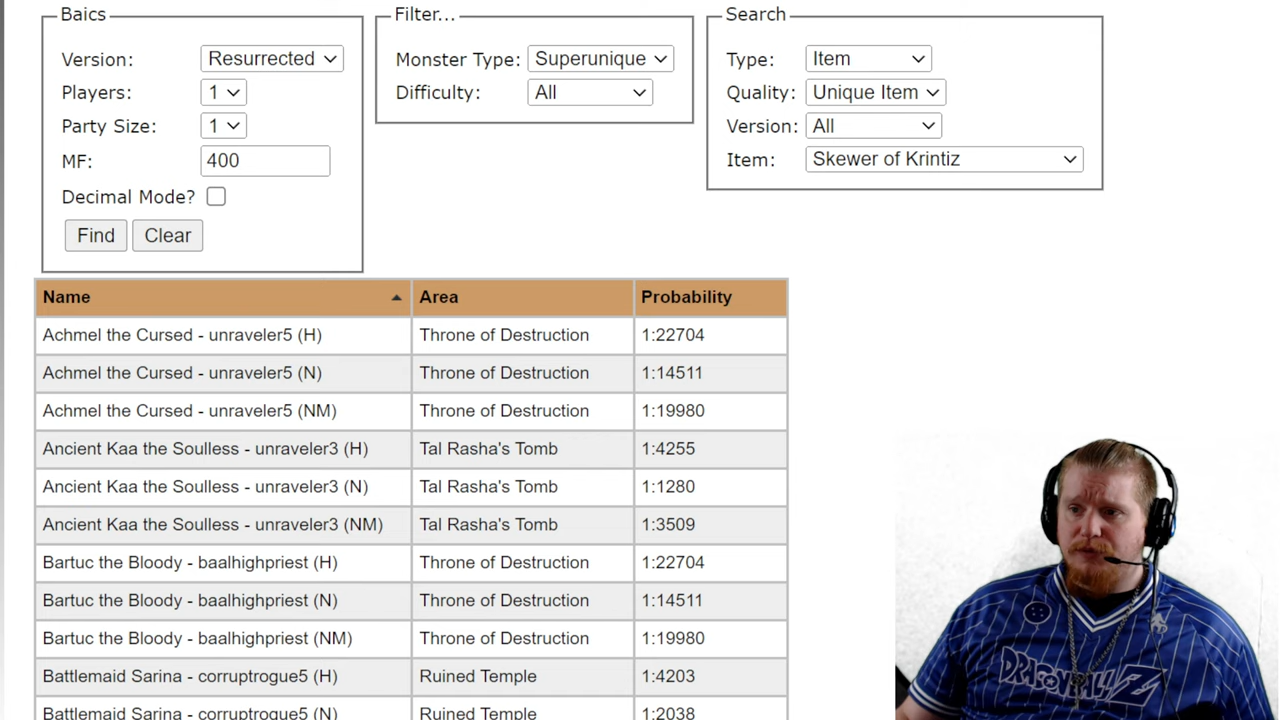 Baics
Version: Resurrected
Players: 1
Party Size: 1
MF: 400
Decimal Mode?
Find Clear
Filter...
Monster Type: Superunique
Difficulty: All
Search
Type: Item
Quality: Unique Item
Version: All
Item: Skewer of Krintiz
Name Area Probability
Achmel the Cursed - unraveler5 (H) Throne of Destruction 1:22704
Achmel the Cursed - unraveler5 (N) Throne of Destruction 1:14511
Achmel the Cursed - unraveler5 (NM) Throne of Destruction 1:19980
Ancient Kaa the Soulless - unraveler3 (H) Tal Rasha's Tomb 1:4255
Ancient Kaa the Soulless - unraveler3 (N) Tal Rasha's Tomb 1:1280
Ancient Kaa the Soulless - unraveler3 (NM) Tal Rasha's Tomb 1:3509
Bartuc the Bloody - baalhighpriest (H) Throne of Destruction 1:22704
Bartuc the Bloody - baalhighpriest (N) Throne of Destruction 1:14511
Bartuc the Bloody - baalhighpriest (NM) Throne of Destruction 1:19980
Battlemaid Sarina - corruptrogue5 (H) Ruined Temple 1:4203
Battlemaid Sarina - corruptrogue5 (N) Ruined Temple 1:2038
DRAGONBALL Z